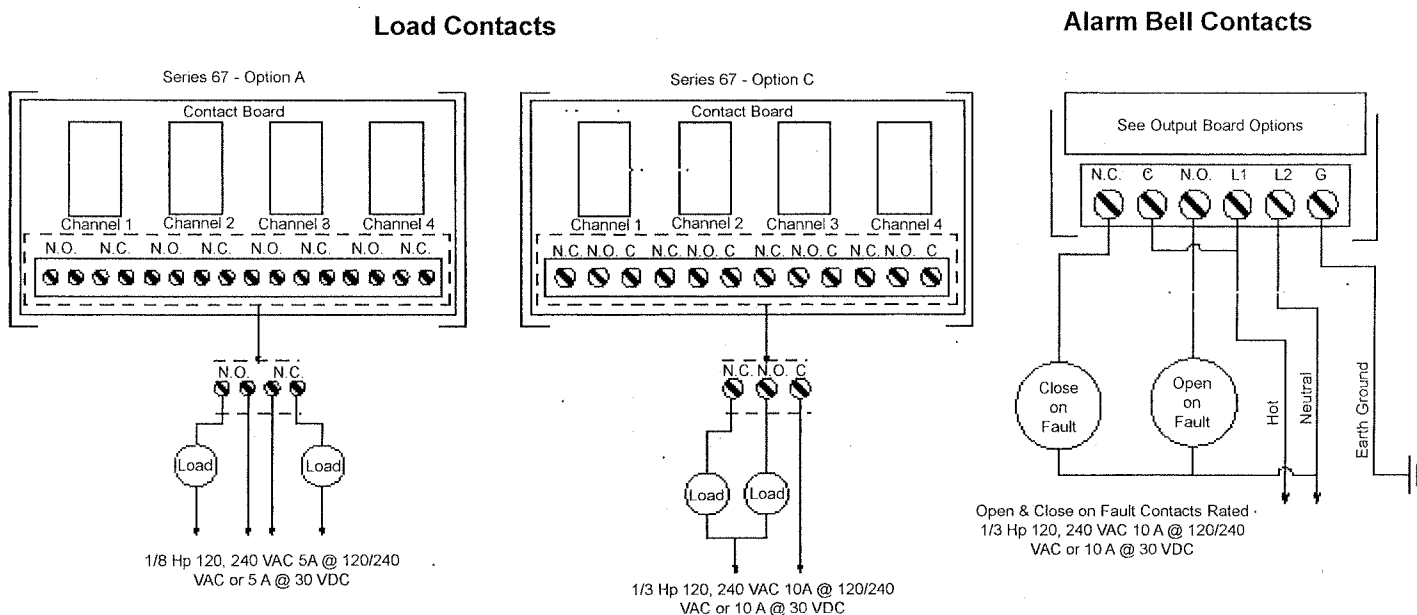 Load Contacts
Alarm Bell Contacts
Series 67 - Option A
Contact Board
Channel 1 Channel 2 Channel 3 Channel 4
N.O. N.C. N.O. N.C. N.O. N.C. N.O. N.C.
N.O. N.C.
Load Load
1/8 Hp 120, 240 VAC 5A @ 120/240
VAC or 5 A @ 30 VDC
Series 67 - Option C
Contact Board
Channel 1 Channel 2 Channel 3 Channel 4
N.C. N.O. C N.C. N.O. C N.C. N.O. C N.C. N.O. C
N.C. N.O. C
Load Load
1/3 Hp 120, 240 VAC 10A @ 120/240
VAC or 10 A @ 30 VDC
See Output Board Options
N.C. C N.O. L1 L2 G
Close
on
Fault
Open
on
Fault
Hot
Neutral
Earth Ground
Open & Close on Fault Contacts Rated
1/3 Hp 120, 240 VAC 10 A @ 120/240
VAC or 10 A @ 30 VDC